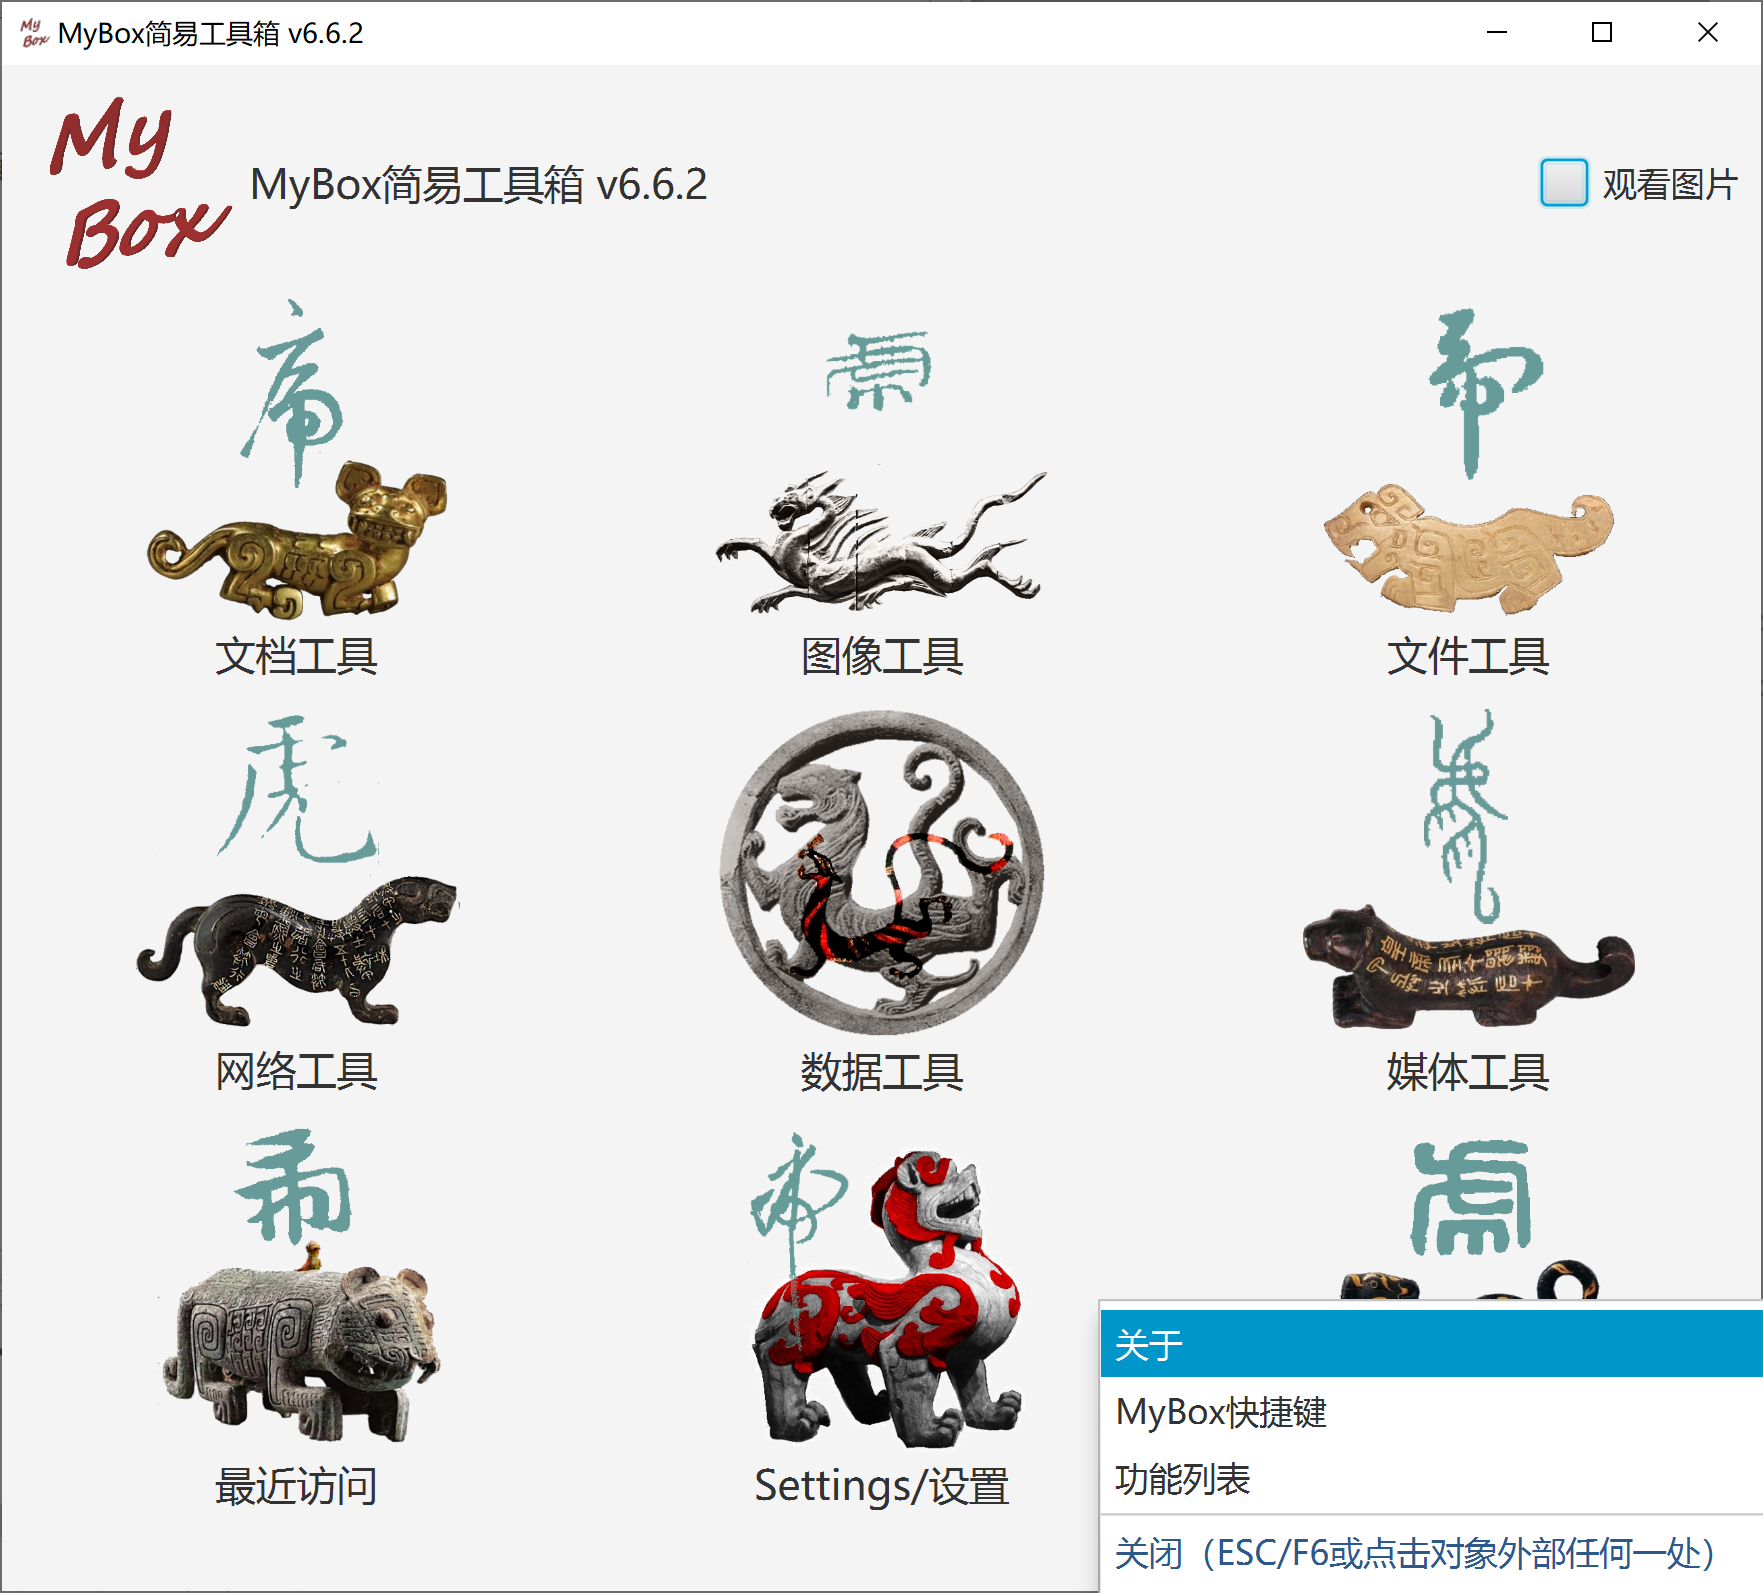 My Box MyBox简易工具箱 v6.6.2
My
Box
MyBox简易工具箱 v6.6.2
观看图片
文档工具
图像工具
文件工具
虎
网络工具
数据工具
媒体工具
最近访问
Settings/设置
关于
MyBox快捷键
功能列表
关闭（ESC/F6或点击对象外部任何一处）